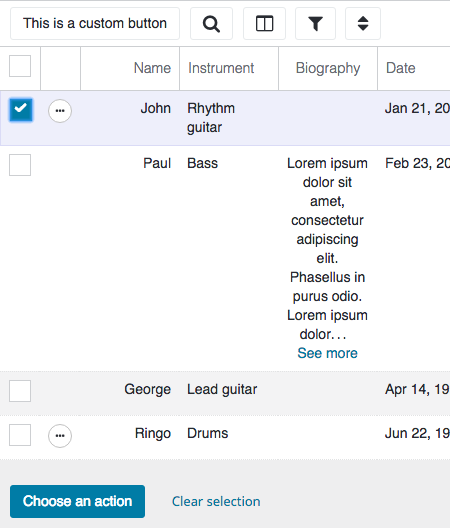 This is a custom button
Name Instrument Biography Date
John Rhythm guitar Jan 21, 20
Paul Bass Lorem ipsum Feb 23, 20
dolor sit
amet,
consectetur
adipiscing
elit.
Phasellus in
purus odio.
Lorem ipsum
dolor...
See more
George Lead guitar Apr 14, 19
Ringo Drums Jun 22, 19
Choose an action Clear selection